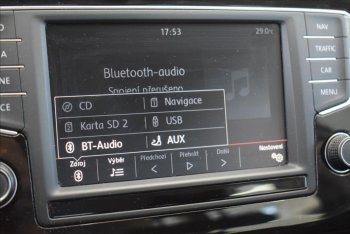 17:53
29.0°C
Bluetooth-audio
Spojení přerušeno
CD
Navigace
Karta SD 2
USB
BT-Audio
AUX
Zdroj
Výběr
Předchozí
Přehrát
Další
Nastavení
NE
NAV
TRAFFIC
CAR
MENU